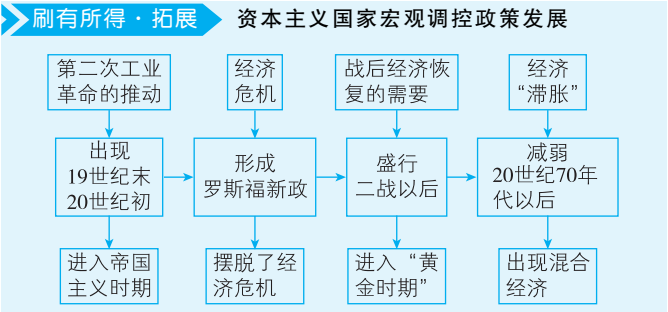 刷有所得·拓展
资本主义国家宏观调控政策发展
第二次工业
革命的推动
经济
危机
战后经济恢
复的需要
经济
“滞胀”
出现
19世纪末
20世纪初
形成
罗斯福新政
盛行
二战以后
减弱
20世纪70年
代以后
进入帝国
主义时期
摆脱了经
济危机
进入“黄
金时期”
出现混合
经济